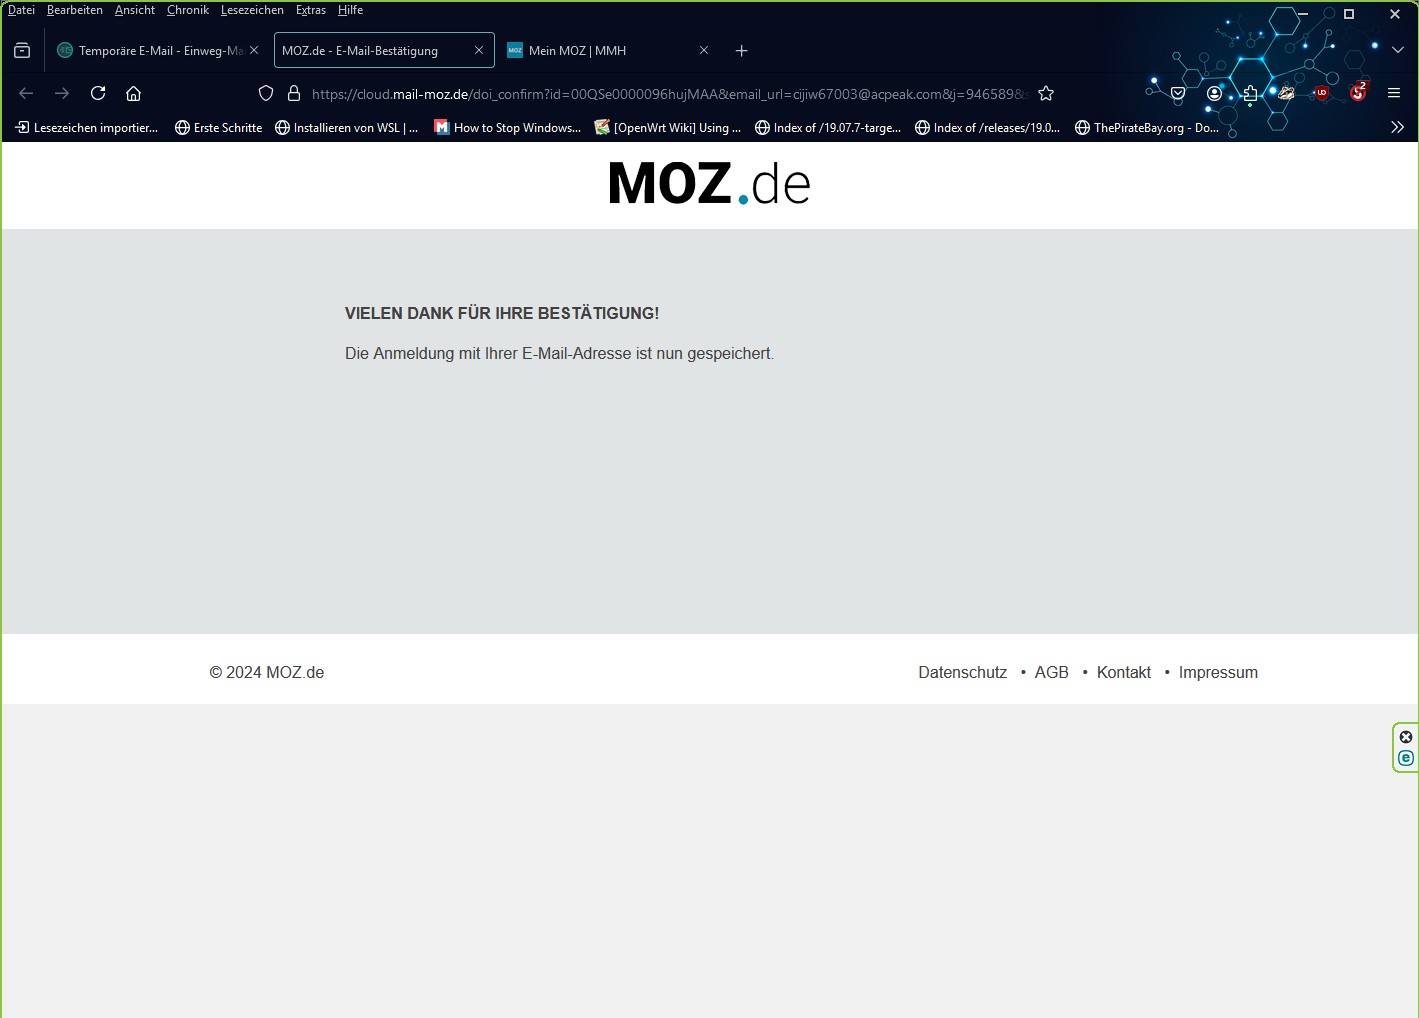 Datei Bearbeiten Ansicht Chronik Lesezeichen Extras Hilfe
Temporäre E-Mail - Einweg-Ma
MOZ.de - E-Mail-Bestätigung
MOZ Mein MOZ | MMH
https://cloud.mail-moz.de/doi_confirm?id=00QSe0000096hujMAA&email_url=cijiw67003@acpeak.com&j=946589&
Lesezeichen importier... Erste Schritte Installieren von WSL | ... How to Stop Windows... [OpenWrt Wiki] Using ... Index of /19.07.7-targe... Index of /releases/19.0... ThePirateBay.org - Do...
MOZ.de
VIELEN DANK FÜR IHRE BESTÄTIGUNG!
Die Anmeldung mit Ihrer E-Mail-Adresse ist nun gespeichert.
© 2024 MOZ.de
Datenschutz • AGB • Kontakt • Impressum